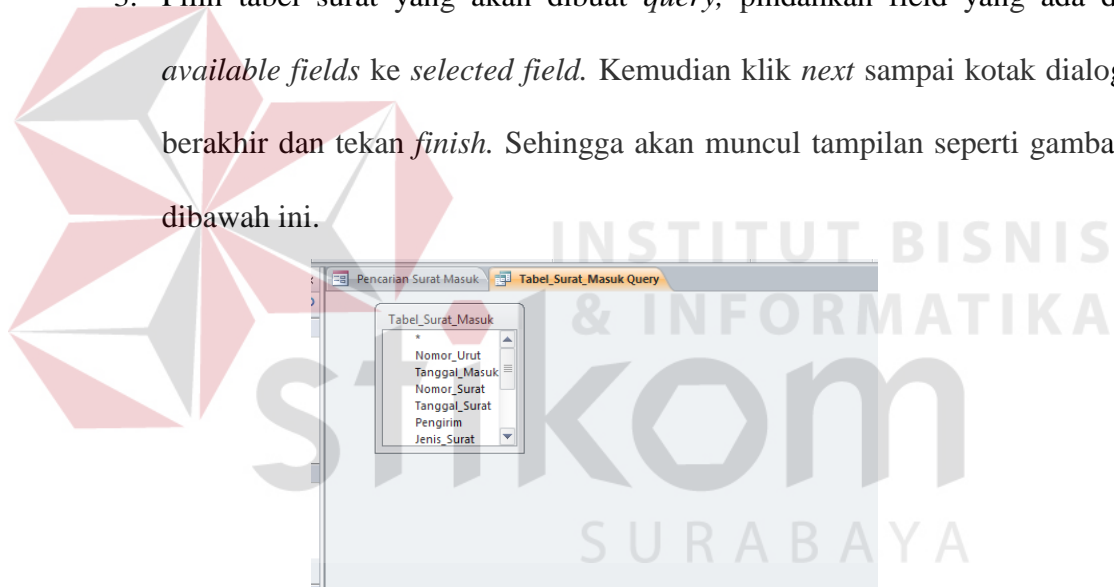 3. Pilih tabel surat yang akan dibuat query, pindahkan field yang ada d
available fields ke selected field. Kemudian klik next sampai kotak dialog
berakhir dan tekan finish. Sehingga akan muncul tampilan seperti gamba
dibawah ini.
INSTITUT BISNIS
& INFORMATIKA
stikom
SURABAYA
Pencarian Surat Masuk
Tabel_Surat_Masuk Query
Tabel_Surat_Masuk
*
Nomor_Urut
Tanggal_Masuk
Nomor_Surat
Tanggal_Surat
Pengirim
Jenis_Surat